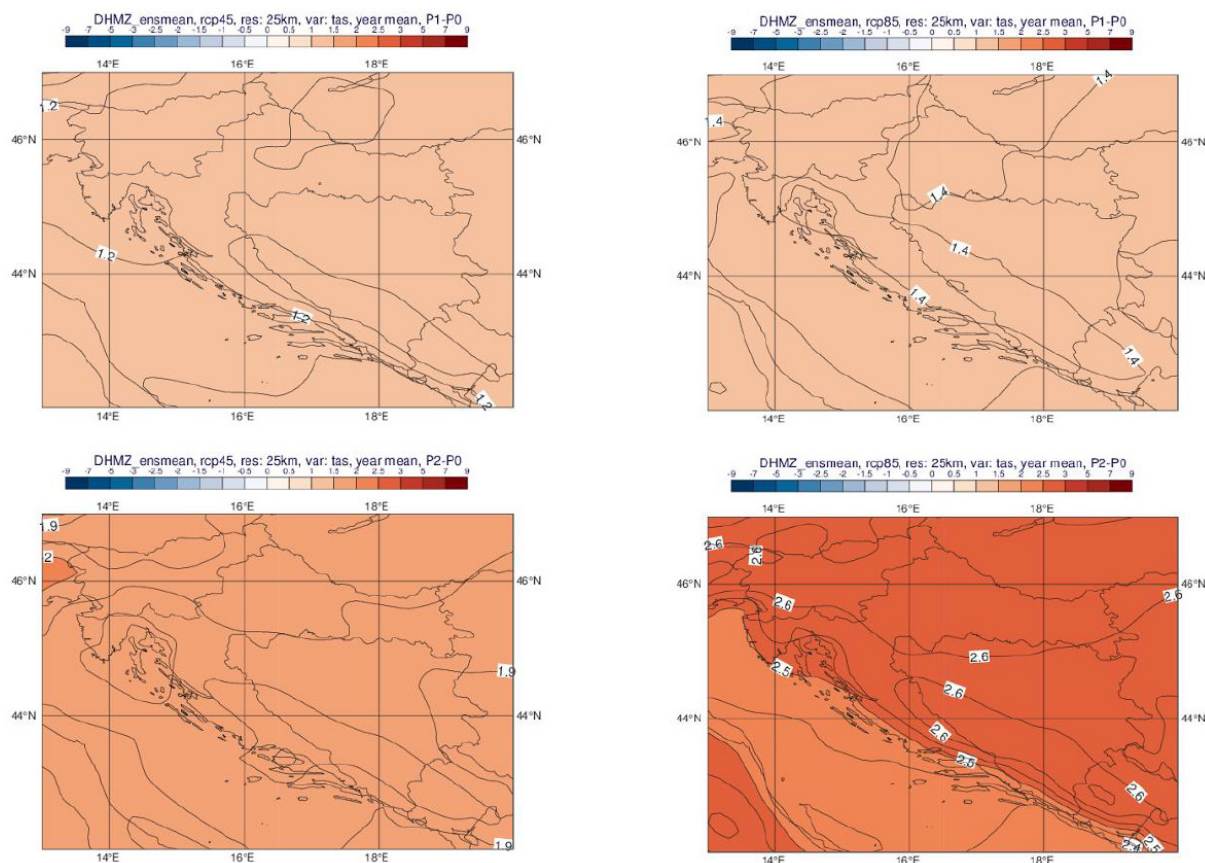 DHMZ_ensmean, rcp45, res: 25km, var: tas, year mean, P1-P0
-9 -7 -5 -3 -2.5 -2 -1.5 -1 -0.5 0 0.5 1 1.5 2 2.5 3 5 7 9
14°E 16°E 18°E
1.2
46°N 46°N
1.2
44°N 44°N
1.2
1.2
14°E 16°E 18°E
DHMZ_ensmean, rcp85, res: 25km, var: tas, year mean, P1-P0
-9 -7 -5 -3 -2.5 -2 -1.5 -1 -0.5 0 0.5 1 1.5 2 2.5 3 5 7 9
14°E 16°E 18°E
1.4
1.4
46°N 46°N
1.4
1.4
44°N 44°N
1.4
1.4
14°E 16°E 18°E
DHMZ_ensmean, rcp45, res: 25km, var: tas, year mean, P2-P0
-9 -7 -5 -3 -2.5 -2 -1.5 -1 -0.5 0 0.5 1 1.5 2 2.5 3 5 7 9
14°E 16°E 18°E
1.9
2
46°N 46°N
1.9
44°N 44°N
1.9
14°E 16°E 18°E
DHMZ_ensmean, rcp85, res: 25km, var: tas, year mean, P2-P0
-9 -7 -5 -3 -2.5 -2 -1.5 -1 -0.5 0 0.5 1 1.5 2 2.5 3 5 7 9
14°E 16°E 18°E
2.6 2.6
46°N 46°N
2.6 2.6
2.6
2.5
2.6
44°N 44°N
2.6
2.5
2.6
2.5
2.4
14°E 16°E 18°E